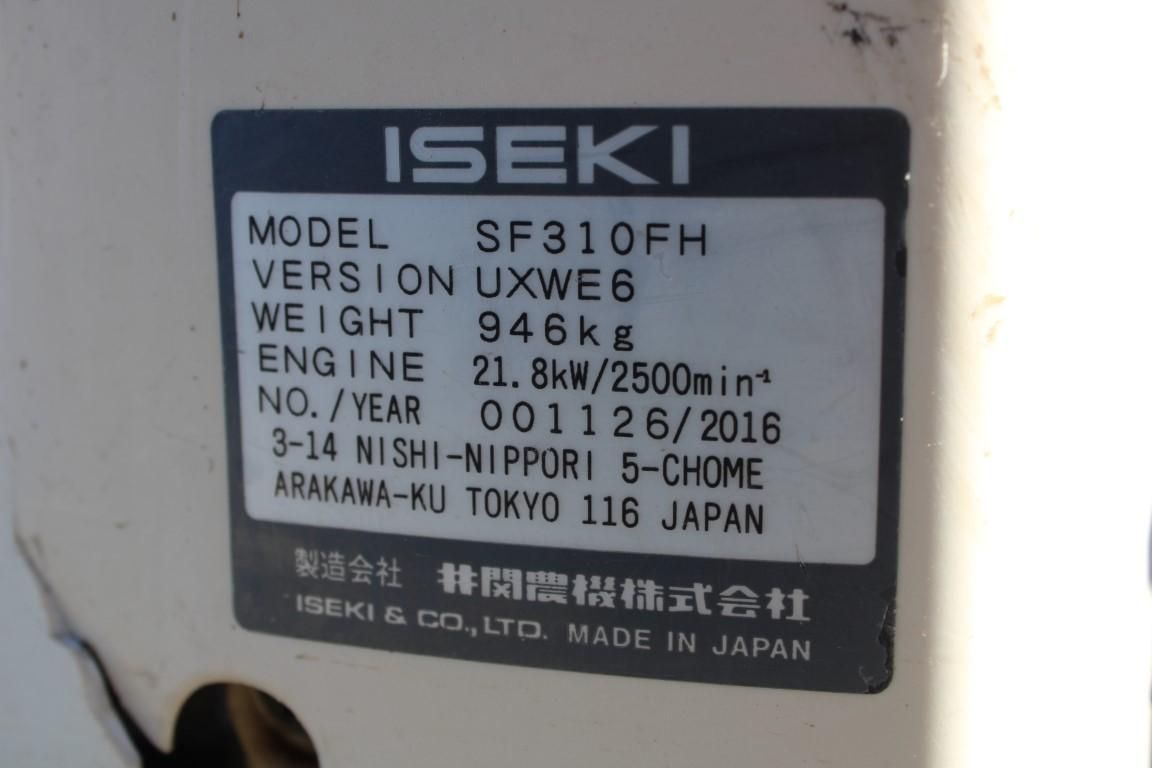 ISEKI
MODEL SF310FH
VERSION UXWE6
WEIGHT 946kg
ENGINE 21.8kW/2500min⁻¹
NO./YEAR 001126/2016
3-14 NISHI-NIPPORI 5-CHOME
ARAKAWA-KU TOKYO 116 JAPAN
製造会社 井関農機株式会社
ISEKI & CO., LTD. MADE IN JAPAN